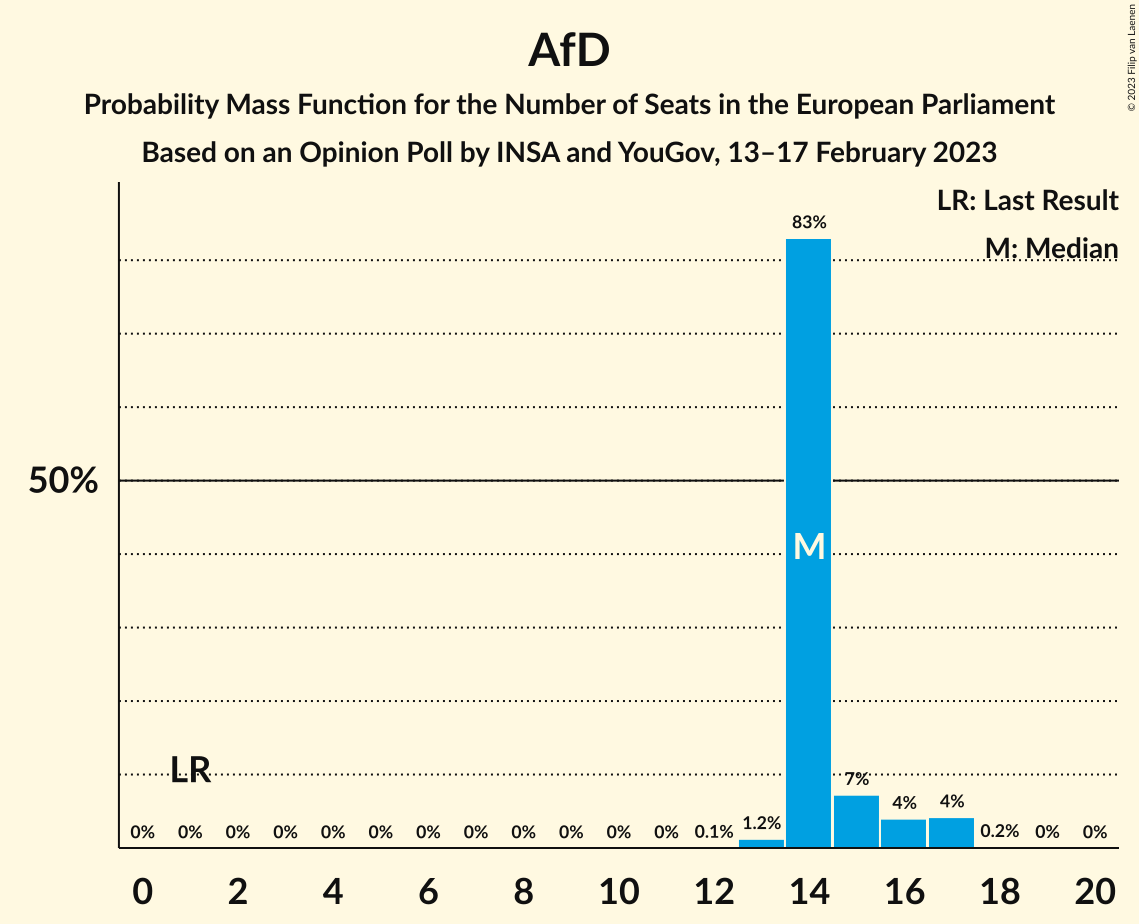 AfD
Probability Mass Function for the Number of Seats in the European Parliament
Based on an Opinion Poll by INSA and YouGov, 13–17 February 2023
© 2023 Filip van Laenen
LR: Last Result
M: Median
83%
50%
M
LR
0% 0% 0% 0% 0% 0% 0% 0% 0% 0% 0% 0% 0.1% 1.2% 7% 4% 4% 0.2% 0% 0%
0 2 4 6 8 10 12 14 16 18 20